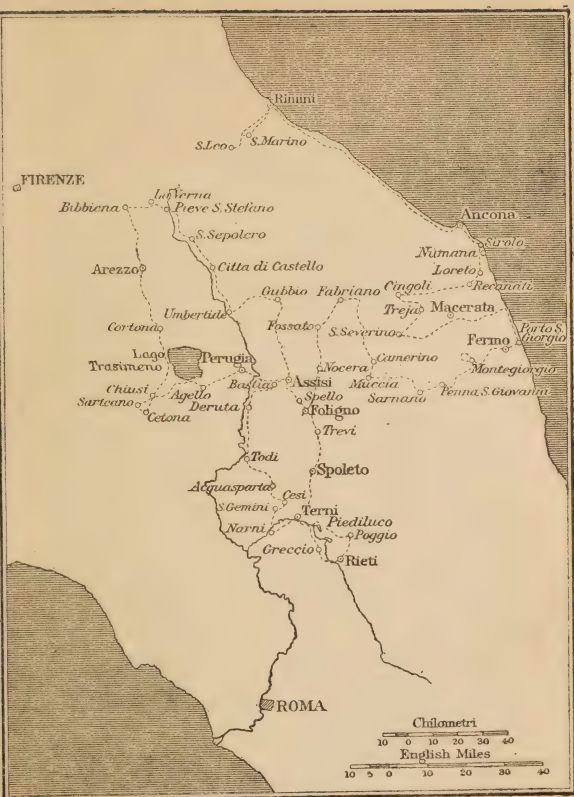 Rimini
S. Leo
S. Marino
FIRENZE
La Verna
Bibbiena
Pieve S. Stefano
S. Sepolcro
Ancona
Sirolo
Numana
Loreto
Arezzo
Citta di Castello
Recanati
Cingoli
Gubbio
Fabriano
Treja
Macerata
Umbertide
Porto S.
Giorgio
Cortona
Fossato
S. Severino
Fermo
Lago
Trasimeno
Perugia
Camerino
Montegiorgio
Nocera
Bastia
Assisi
Muccia
Chiusi
Agello
Sarteano
Cetona
Deruta
Spello
Foligno
Sarnano
Penna S. Giovanni
Trevi
Todi
Spoleto
Acquasparta
Cesi
S. Gemini
Terni
Narni
Piediluco
Poggio
Greccio
Rieti
ROMA
Chilometri
10 0 10 20 30 40
English Miles
10 5 0 10 20 30 40